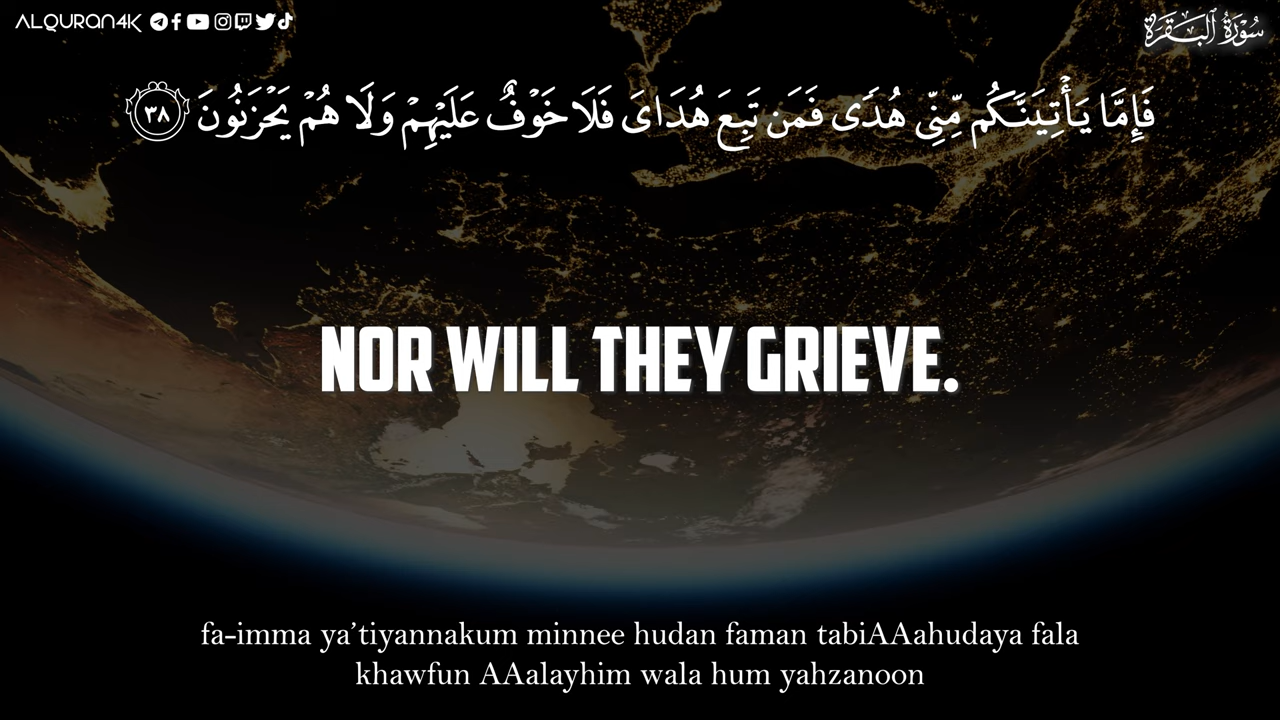 ALQURAN4K
سُورَةُ ٱلْبَقَرَةِ
فَإِمَّا يَأْتِيَنَّكُم مِّنِّى هُدًى فَمَن تَبِعَ هُدَاىَ فَلَا خَوْفٌ عَلَيْهِمْ وَلَا هُمْ يَحْزَنُونَ ٣٨
NOR WILL THEY GRIEVE.
fa-imma ya’tiyannakum minnee hudan faman tabiAAahudaya fala
khawfun AAalayhim wala hum yahzanoon